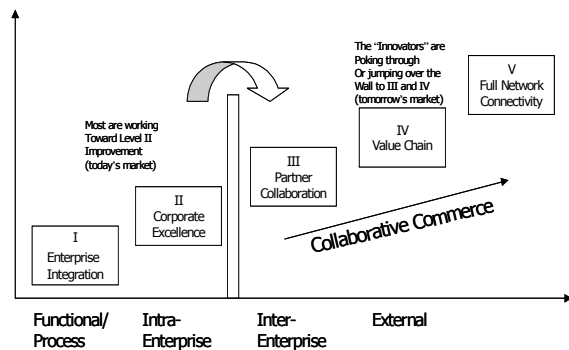 The "Innovators" are
Poking through
Or jumping over the
Wall to III and IV
(tomorrow's market)
V
Full Network
Connectivity
Most are working
Toward Level II
Improvement
(today's market)
IV
Value Chain
III
Partner
Collaboration
II
Corporate
Excellence
I
Enterprise
Integration
Collaborative Commerce
Functional/
Process
Intra-
Enterprise
Inter-
Enterprise
External